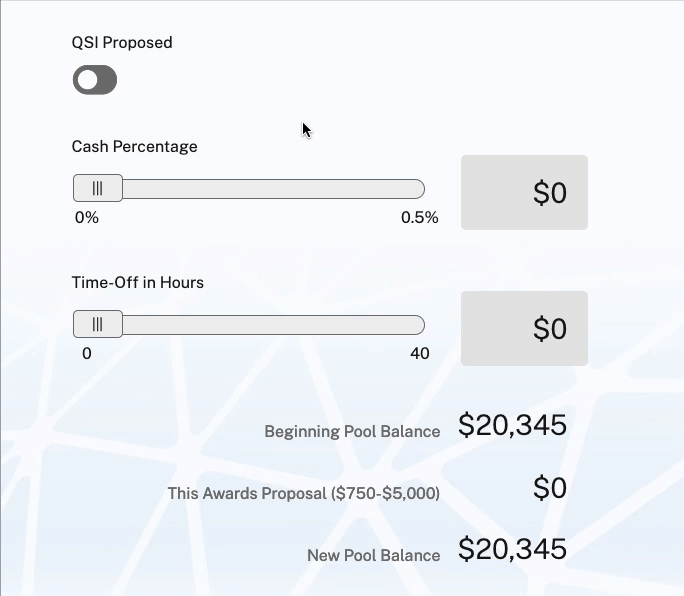 QSI Proposed
Cash Percentage
$0
0% 0.5%
Time-Off in Hours
$0
0 40
Beginning Pool Balance $20,345
This Awards Proposal ($750-$5,000) $0
New Pool Balance $20,345